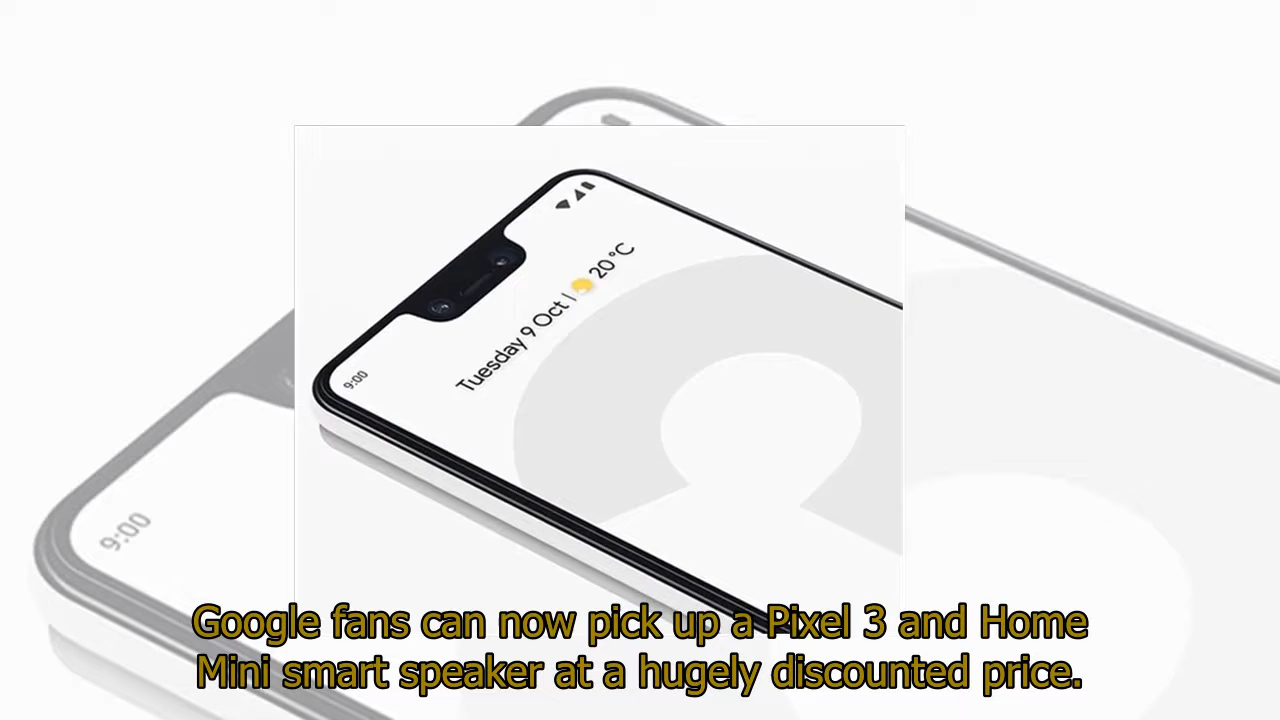 Tuesday 9 Oct | 20 °C
9:00
9:00
Google fans can now pick up a Pixel 3 and Home
Mini smart speaker at a hugely discounted price.